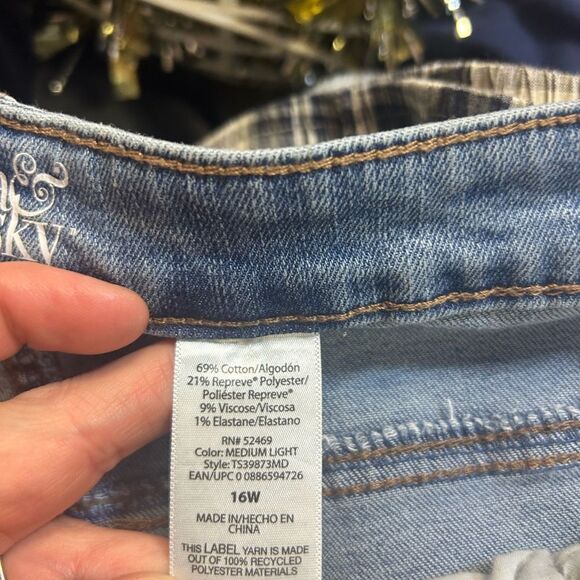 69% Cotton/Algodón
21% Repreve® Polyester/
Poliéster Repreve®
9% Viscose/Viscosa
1% Elastane/Elastano
RN# 52469
Color: MEDIUM LIGHT
Style: TS39873MD
EAN/UPC 0 0886594726
16W
MADE IN/HECHO EN
CHINA
THIS LABEL YARN IS MADE
OUT OF 100% RECYCLED
POLYESTER MATERIALS